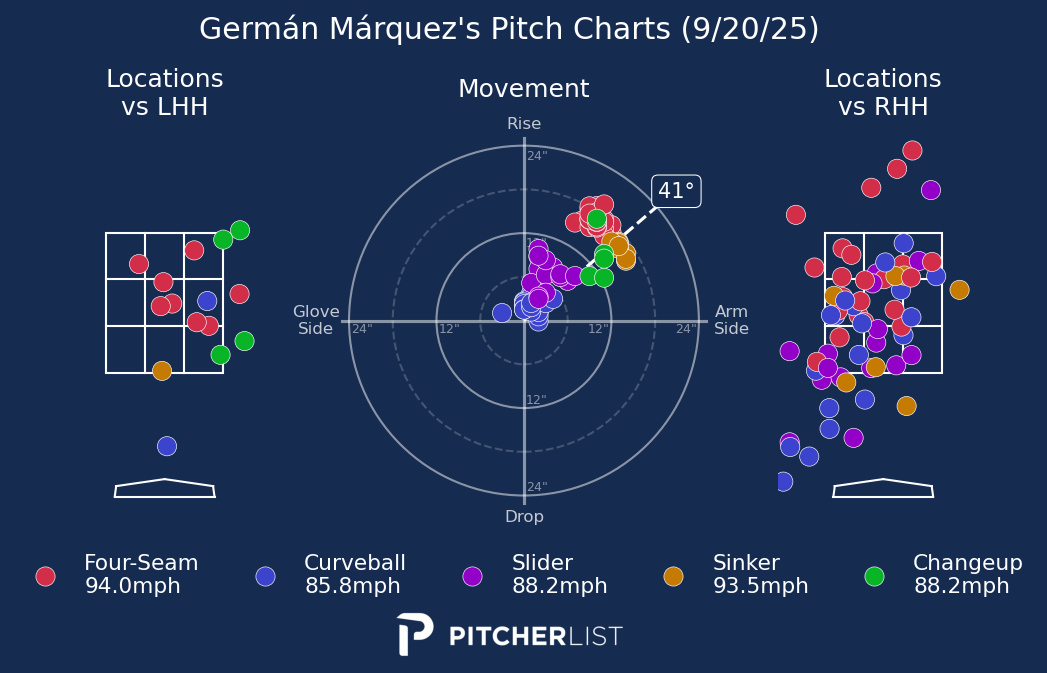 Germán Márquez's Pitch Charts (9/20/25)
Locations
vs LHH
Movement
Locations
vs RHH
Rise
24"
41°
12"
Glove
Side
24"
12"
12"
24"
Arm
Side
12"
24"
Drop
Four-Seam
94.0mph
Curveball
85.8mph
Slider
88.2mph
Sinker
93.5mph
Changeup
88.2mph
PITCHERLIST